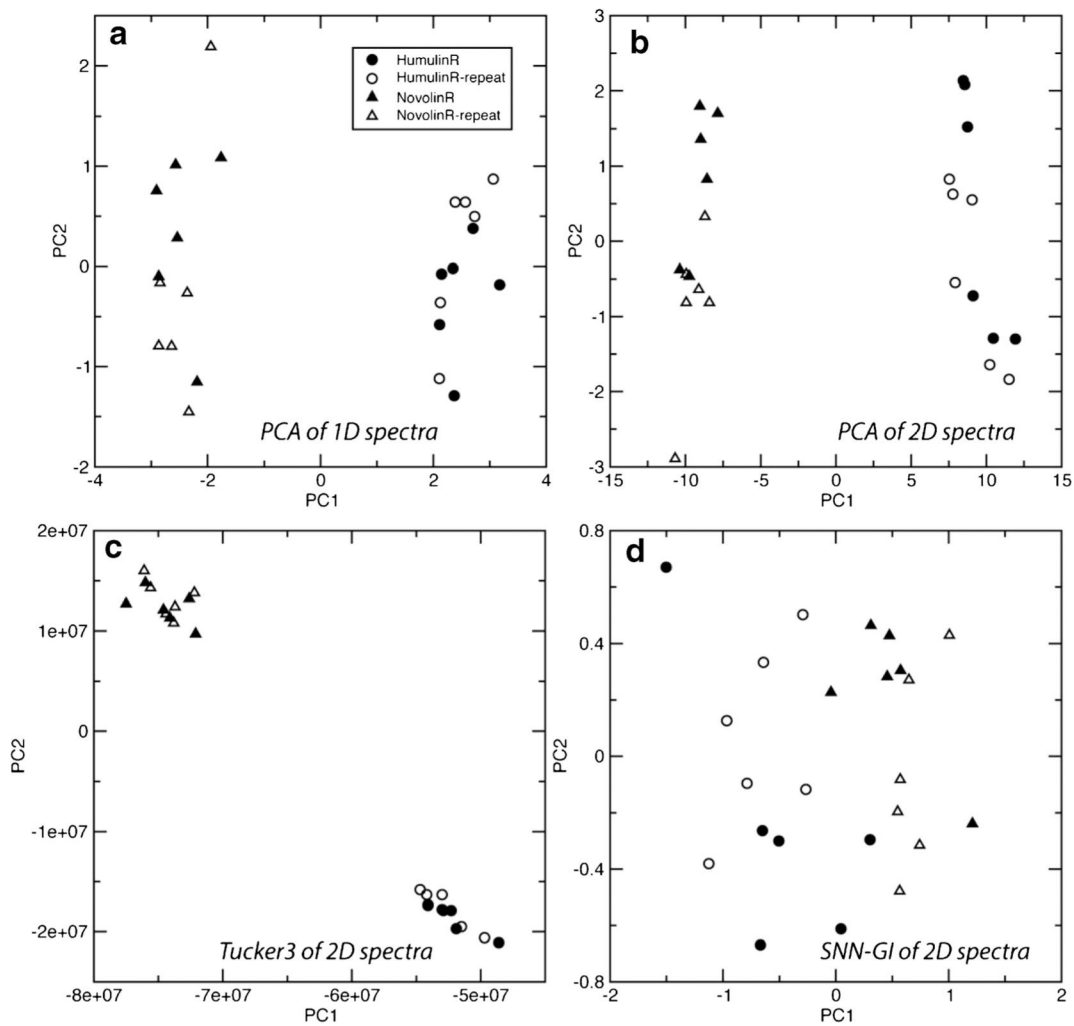 a
HumulinR
HumulinR-repeat
NovolinR
NovolinR-repeat
2
1
0
-1
-2
PC2
PCA of 1D spectra
-4 -2 0 2 4
PC1
b
3
2
1
0
-1
-2
-3
PC2
PCA of 2D spectra
-15 -10 -5 0 5 10 15
PC1
c
2e+07
1e+07
0
-1e+07
-2e+07
PC2
Tucker3 of 2D spectra
-8e+07 -7e+07 -6e+07 -5e+07
PC1
d
0.8
0.4
0
-0.4
-0.8
PC2
SNN-GI of 2D spectra
-2 -1 0 1 2
PC1